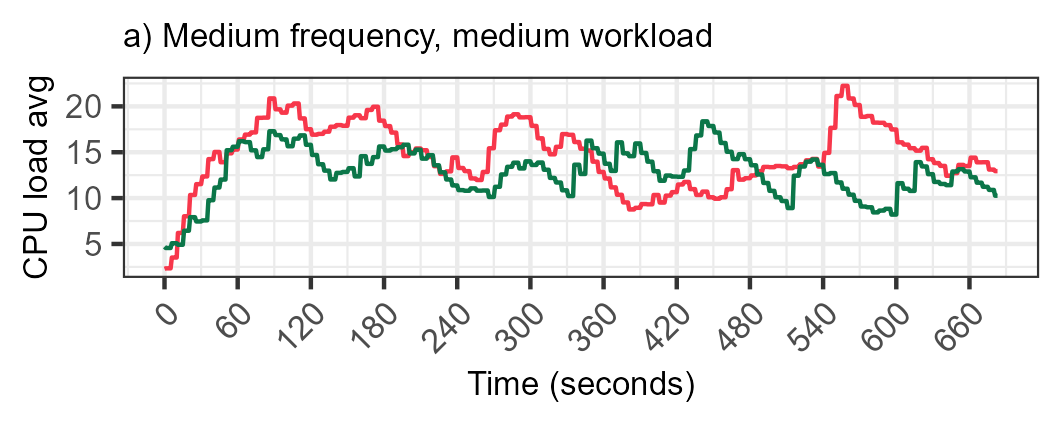 a) Medium frequency, medium workload
CPU load avg
20
15
10
5
0 60 120 180 240 300 360 420 480 540 600 660
Time (seconds)